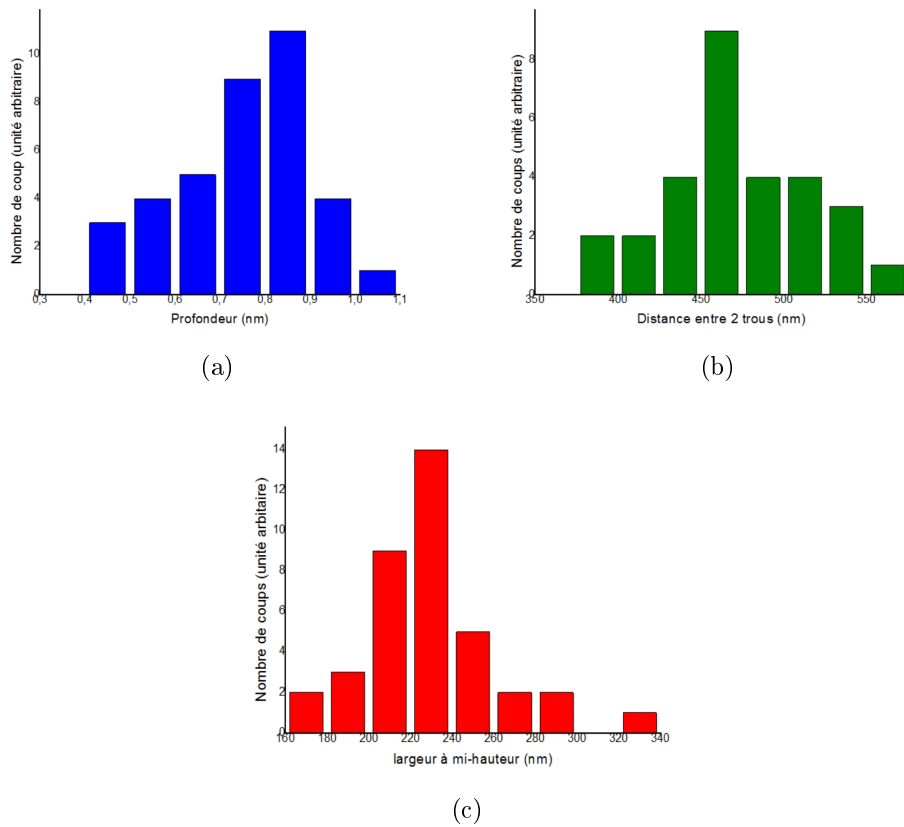 Nombre de coup (unité arbitraire)
10
8
6
4
2
0
0,3 0,4 0,5 0,6 0,7 0,8 0,9 1,0 1,1
Profondeur (nm)
(a)
Nombre de coups (unité arbitraire)
8
6
4
2
0
350 400 450 500 550
Distance entre 2 trous (nm)
(b)
Nombre de coups (unité arbitaire)
14
12
10
8
6
4
2
0
160 180 200 220 240 260 280 300 320 340
largeur à mi-hauteur (nm)
(c)